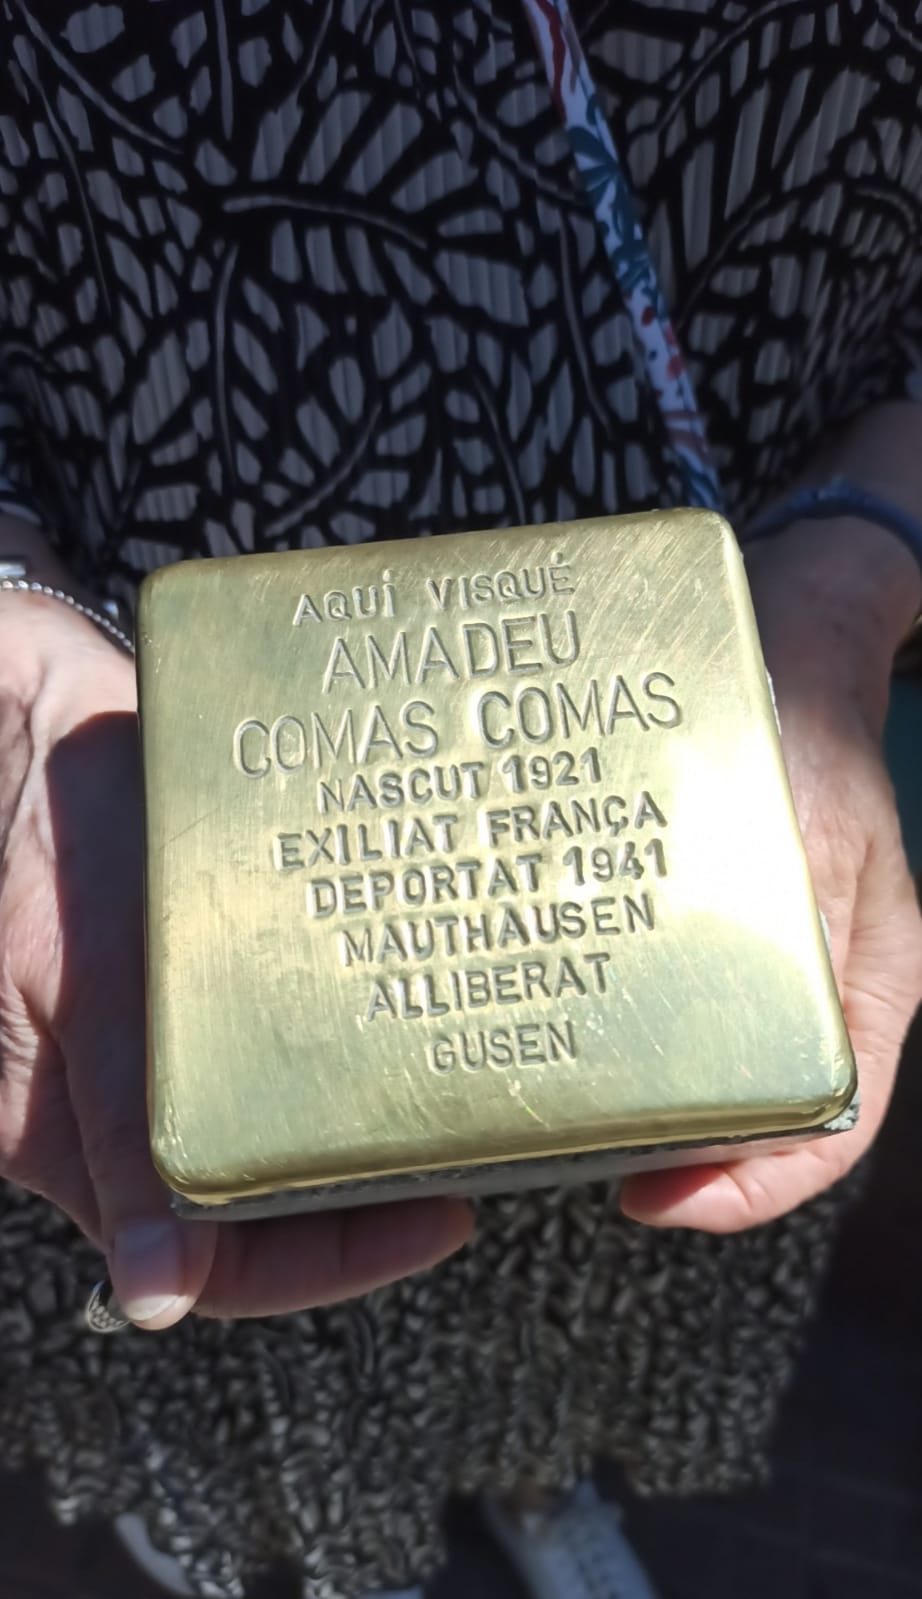 AQUÍ VISQUÉ
AMADEU
COMAS COMAS
NASCUT 1921
EXILIAT FRANÇA
DEPORTAT 1941
MAUTHAUSEN
ALLIBERAT
GUSEN